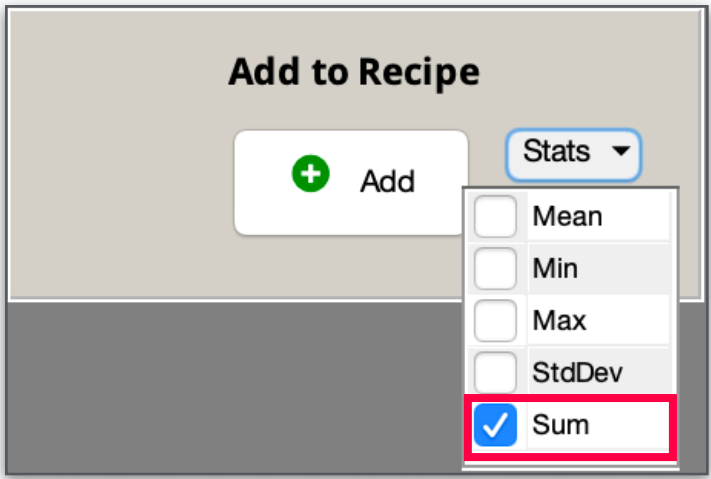 Add to Recipe
Add
Stats
Mean
Min
Max
StdDev
Sum